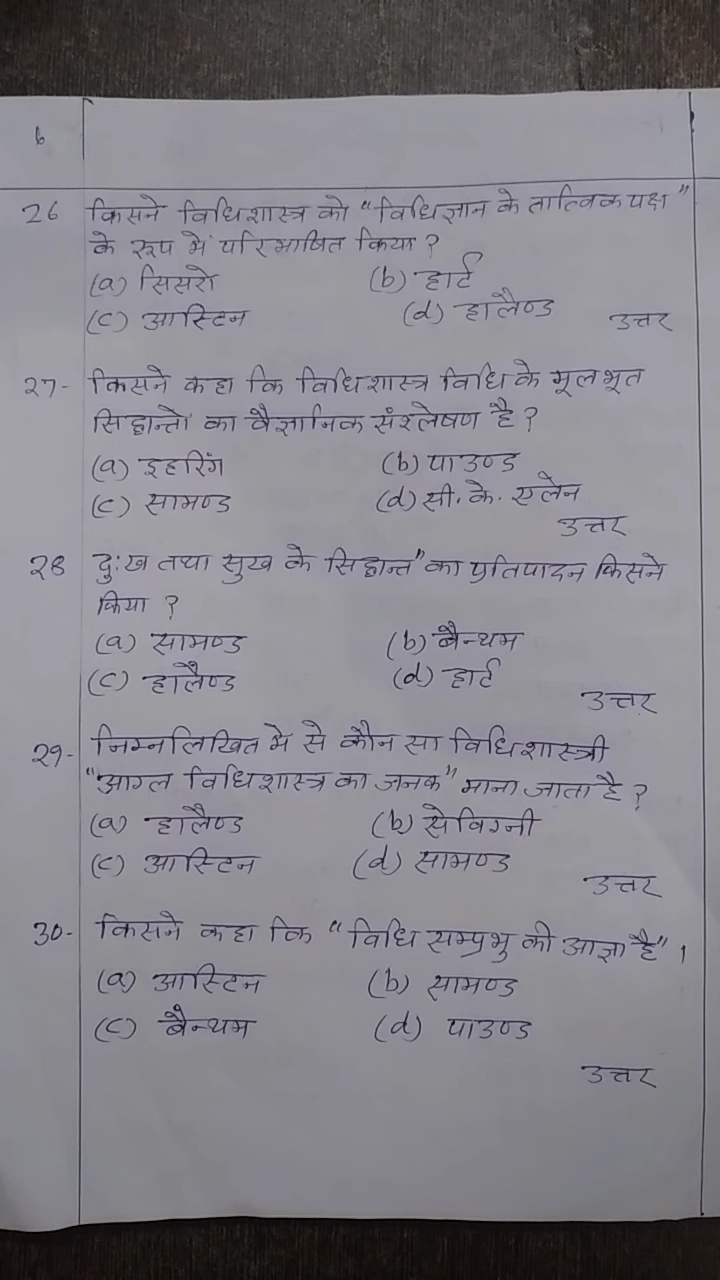 6
26 किसने विधिशास्त्र को "विधिज्ञान के तात्विक पक्ष"
के रूप में परिभाषित किया ?
(a) सिसरो (b) हार्ट
(c) आस्टिन (d) हालैण्ड उत्तर
27- किसने कहा कि विधिशास्त्र विधि के मूलभूत
सिद्धान्तों का वैज्ञानिक संश्लेषण है ?
(a) इहरिंग (b) पाउण्ड
(c) सामण्ड (d) सी. के. एलेन
उत्तर
28 दु:ख तथा सुख के सिद्धान्त" का प्रतिपादन किसने
किया ?
(a) सामण्ड (b) बैन्थम
(c) हालैण्ड (d) हार्ट
उत्तर
29- निम्नलिखित मे से कौन सा विधिशास्त्री
"आग्ल विधिशास्त्र का जनक" माना जाता है ?
(a) हालैण्ड (b) सेविग्नी
(c) आस्टिन (d) सामण्ड
उत्तर
30- किसने कहा कि "विधि सम्प्रभु की आज्ञा है" ।
(a) आस्टिन (b) सामण्ड
(c) बैन्थम (d) पाउण्ड
उत्तर